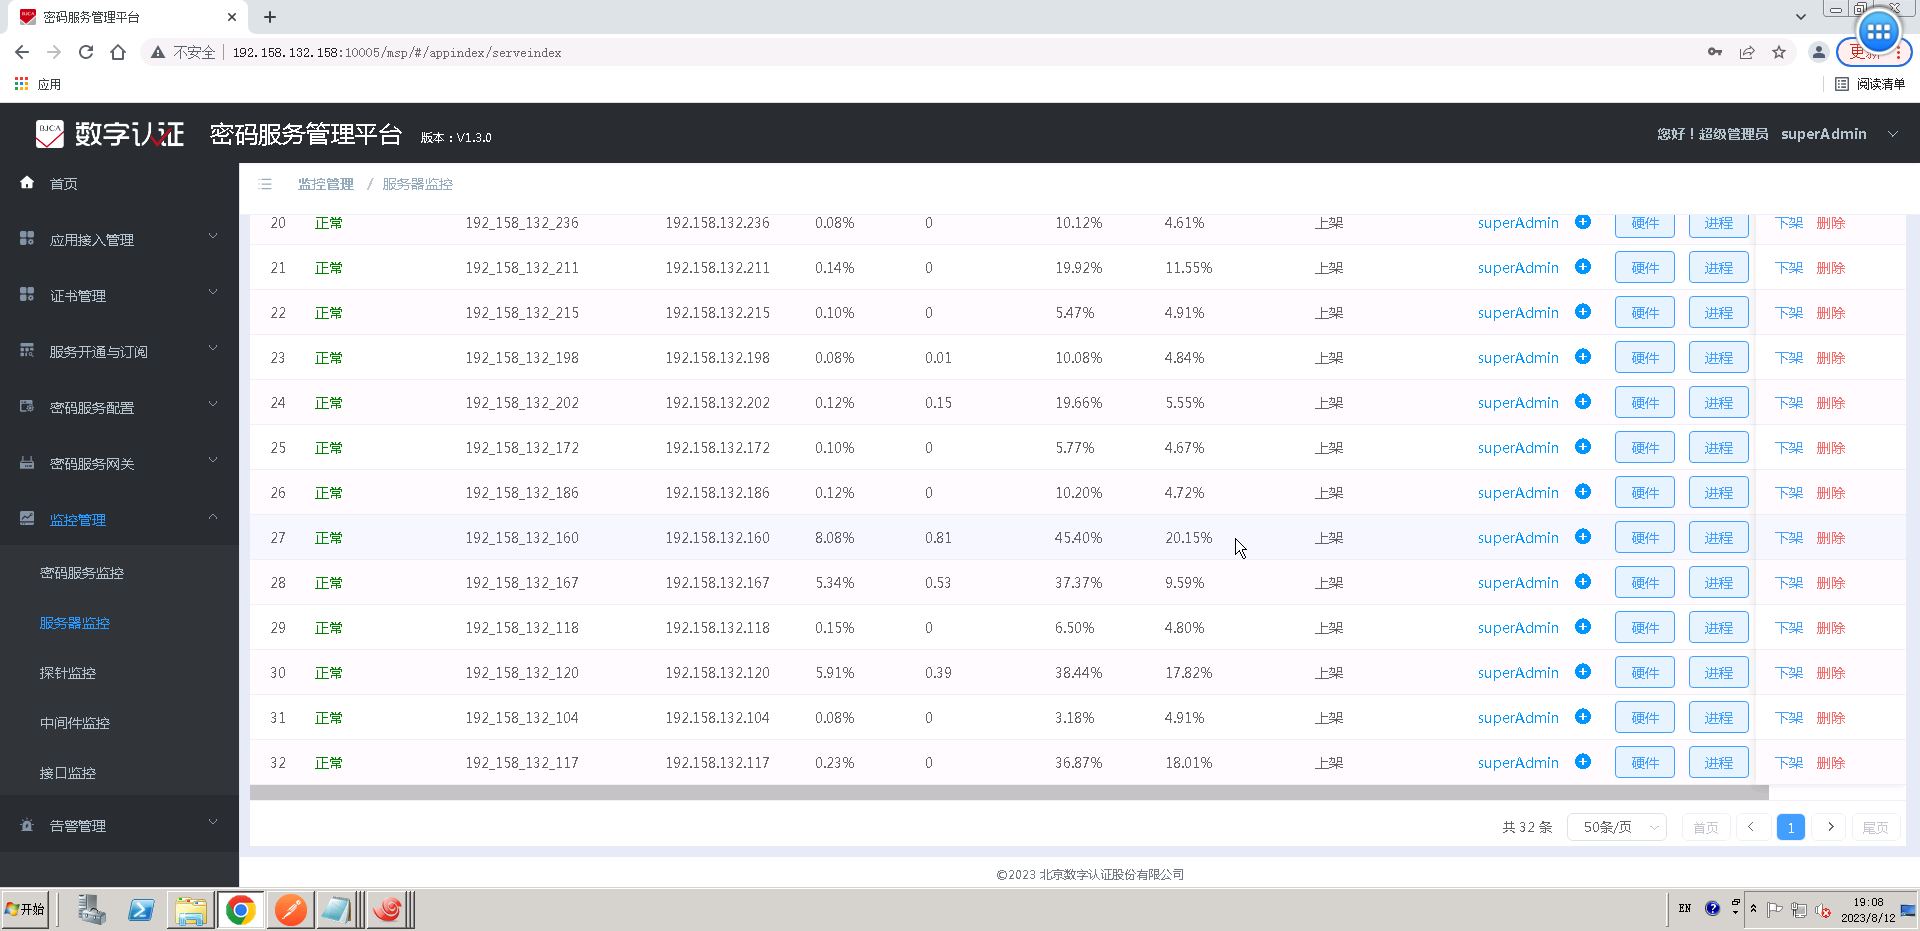 密码服务管理平台
不安全 192.158.132.158:10005/msp/#/appindex/serveindex
应用 阅读清单
BJCA 数字认证 密码服务管理平台 版本：V1.3.0 您好！超级管理员 superAdmin
首页
应用接入管理
证书管理
服务开通与订阅
密码服务配置
密码服务网关
监控管理
密码服务监控
服务器监控
探针监控
中间件监控
接口监控
告警管理
监控管理 / 服务器监控
20 正常 192_158_132_236 192.158.132.236 0.08% 0 10.12% 4.61% 上架 superAdmin 硬件 进程 下架 删除
21 正常 192_158_132_211 192.158.132.211 0.14% 0 19.92% 11.55% 上架 superAdmin 硬件 进程 下架 删除
22 正常 192_158_132_215 192.158.132.215 0.10% 0 5.47% 4.91% 上架 superAdmin 硬件 进程 下架 删除
23 正常 192_158_132_198 192.158.132.198 0.08% 0.01 10.08% 4.84% 上架 superAdmin 硬件 进程 下架 删除
24 正常 192_158_132_202 192.158.132.202 0.12% 0.15 19.66% 5.55% 上架 superAdmin 硬件 进程 下架 删除
25 正常 192_158_132_172 192.158.132.172 0.10% 0 5.77% 4.67% 上架 superAdmin 硬件 进程 下架 删除
26 正常 192_158_132_186 192.158.132.186 0.12% 0 10.20% 4.72% 上架 superAdmin 硬件 进程 下架 删除
27 正常 192_158_132_160 192.158.132.160 8.08% 0.81 45.40% 20.15% 上架 superAdmin 硬件 进程 下架 删除
28 正常 192_158_132_167 192.158.132.167 5.34% 0.53 37.37% 9.59% 上架 superAdmin 硬件 进程 下架 删除
29 正常 192_158_132_118 192.158.132.118 0.15% 0 6.50% 4.80% 上架 superAdmin 硬件 进程 下架 删除
30 正常 192_158_132_120 192.158.132.120 5.91% 0.39 38.44% 17.82% 上架 superAdmin 硬件 进程 下架 删除
31 正常 192_158_132_104 192.158.132.104 0.08% 0 3.18% 4.91% 上架 superAdmin 硬件 进程 下架 删除
32 正常 192_158_132_117 192.158.132.117 0.23% 0 36.87% 18.01% 上架 superAdmin 硬件 进程 下架 删除
共 32 条 50条/页 首页 1 尾页
©2023 北京数字认证股份有限公司
开始 EN 19:08
2023/8/12